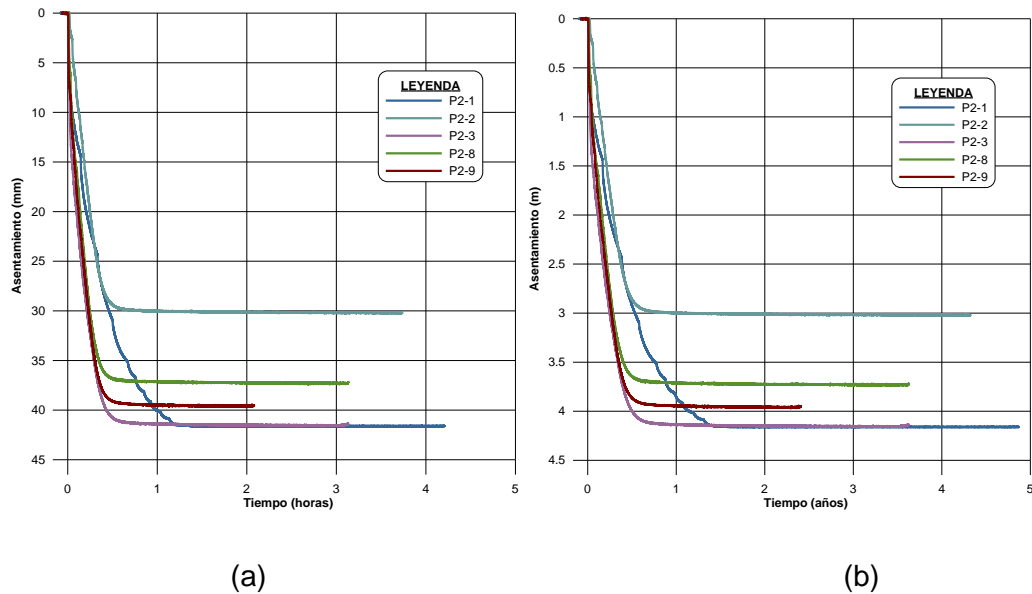 0
5
10
15
20
25
30
35
40
45
Asentamiento (mm)
0 1 2 3 4 5
Tiempo (horas)
LEYENDA
P2-1
P2-2
P2-3
P2-8
P2-9
(a)
0
0.5
1
1.5
2
2.5
3
3.5
4
4.5
Asentamiento (m)
0 1 2 3 4 5
Tiempo (años)
LEYENDA
P2-1
P2-2
P2-3
P2-8
P2-9
(b)